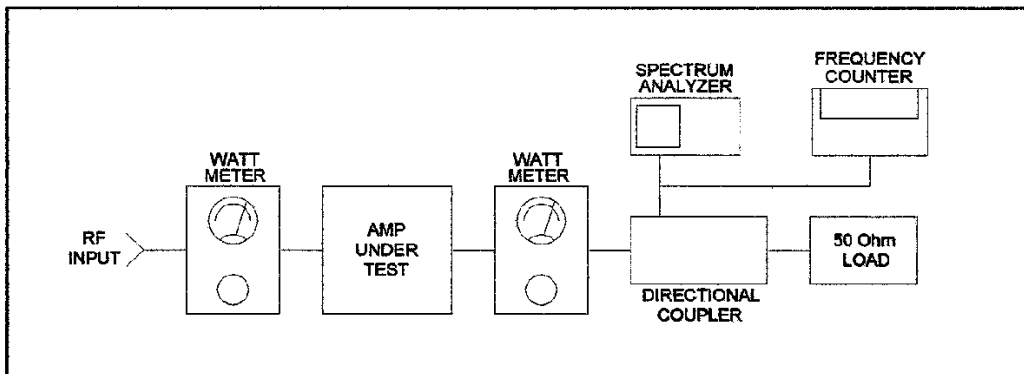 SPECTRUM
ANALYZER
FREQUENCY
COUNTER
WATT
METER
WATT
METER
RF
INPUT
AMP
UNDER
TEST
50 Ohm
LOAD
DIRECTIONAL
COUPLER